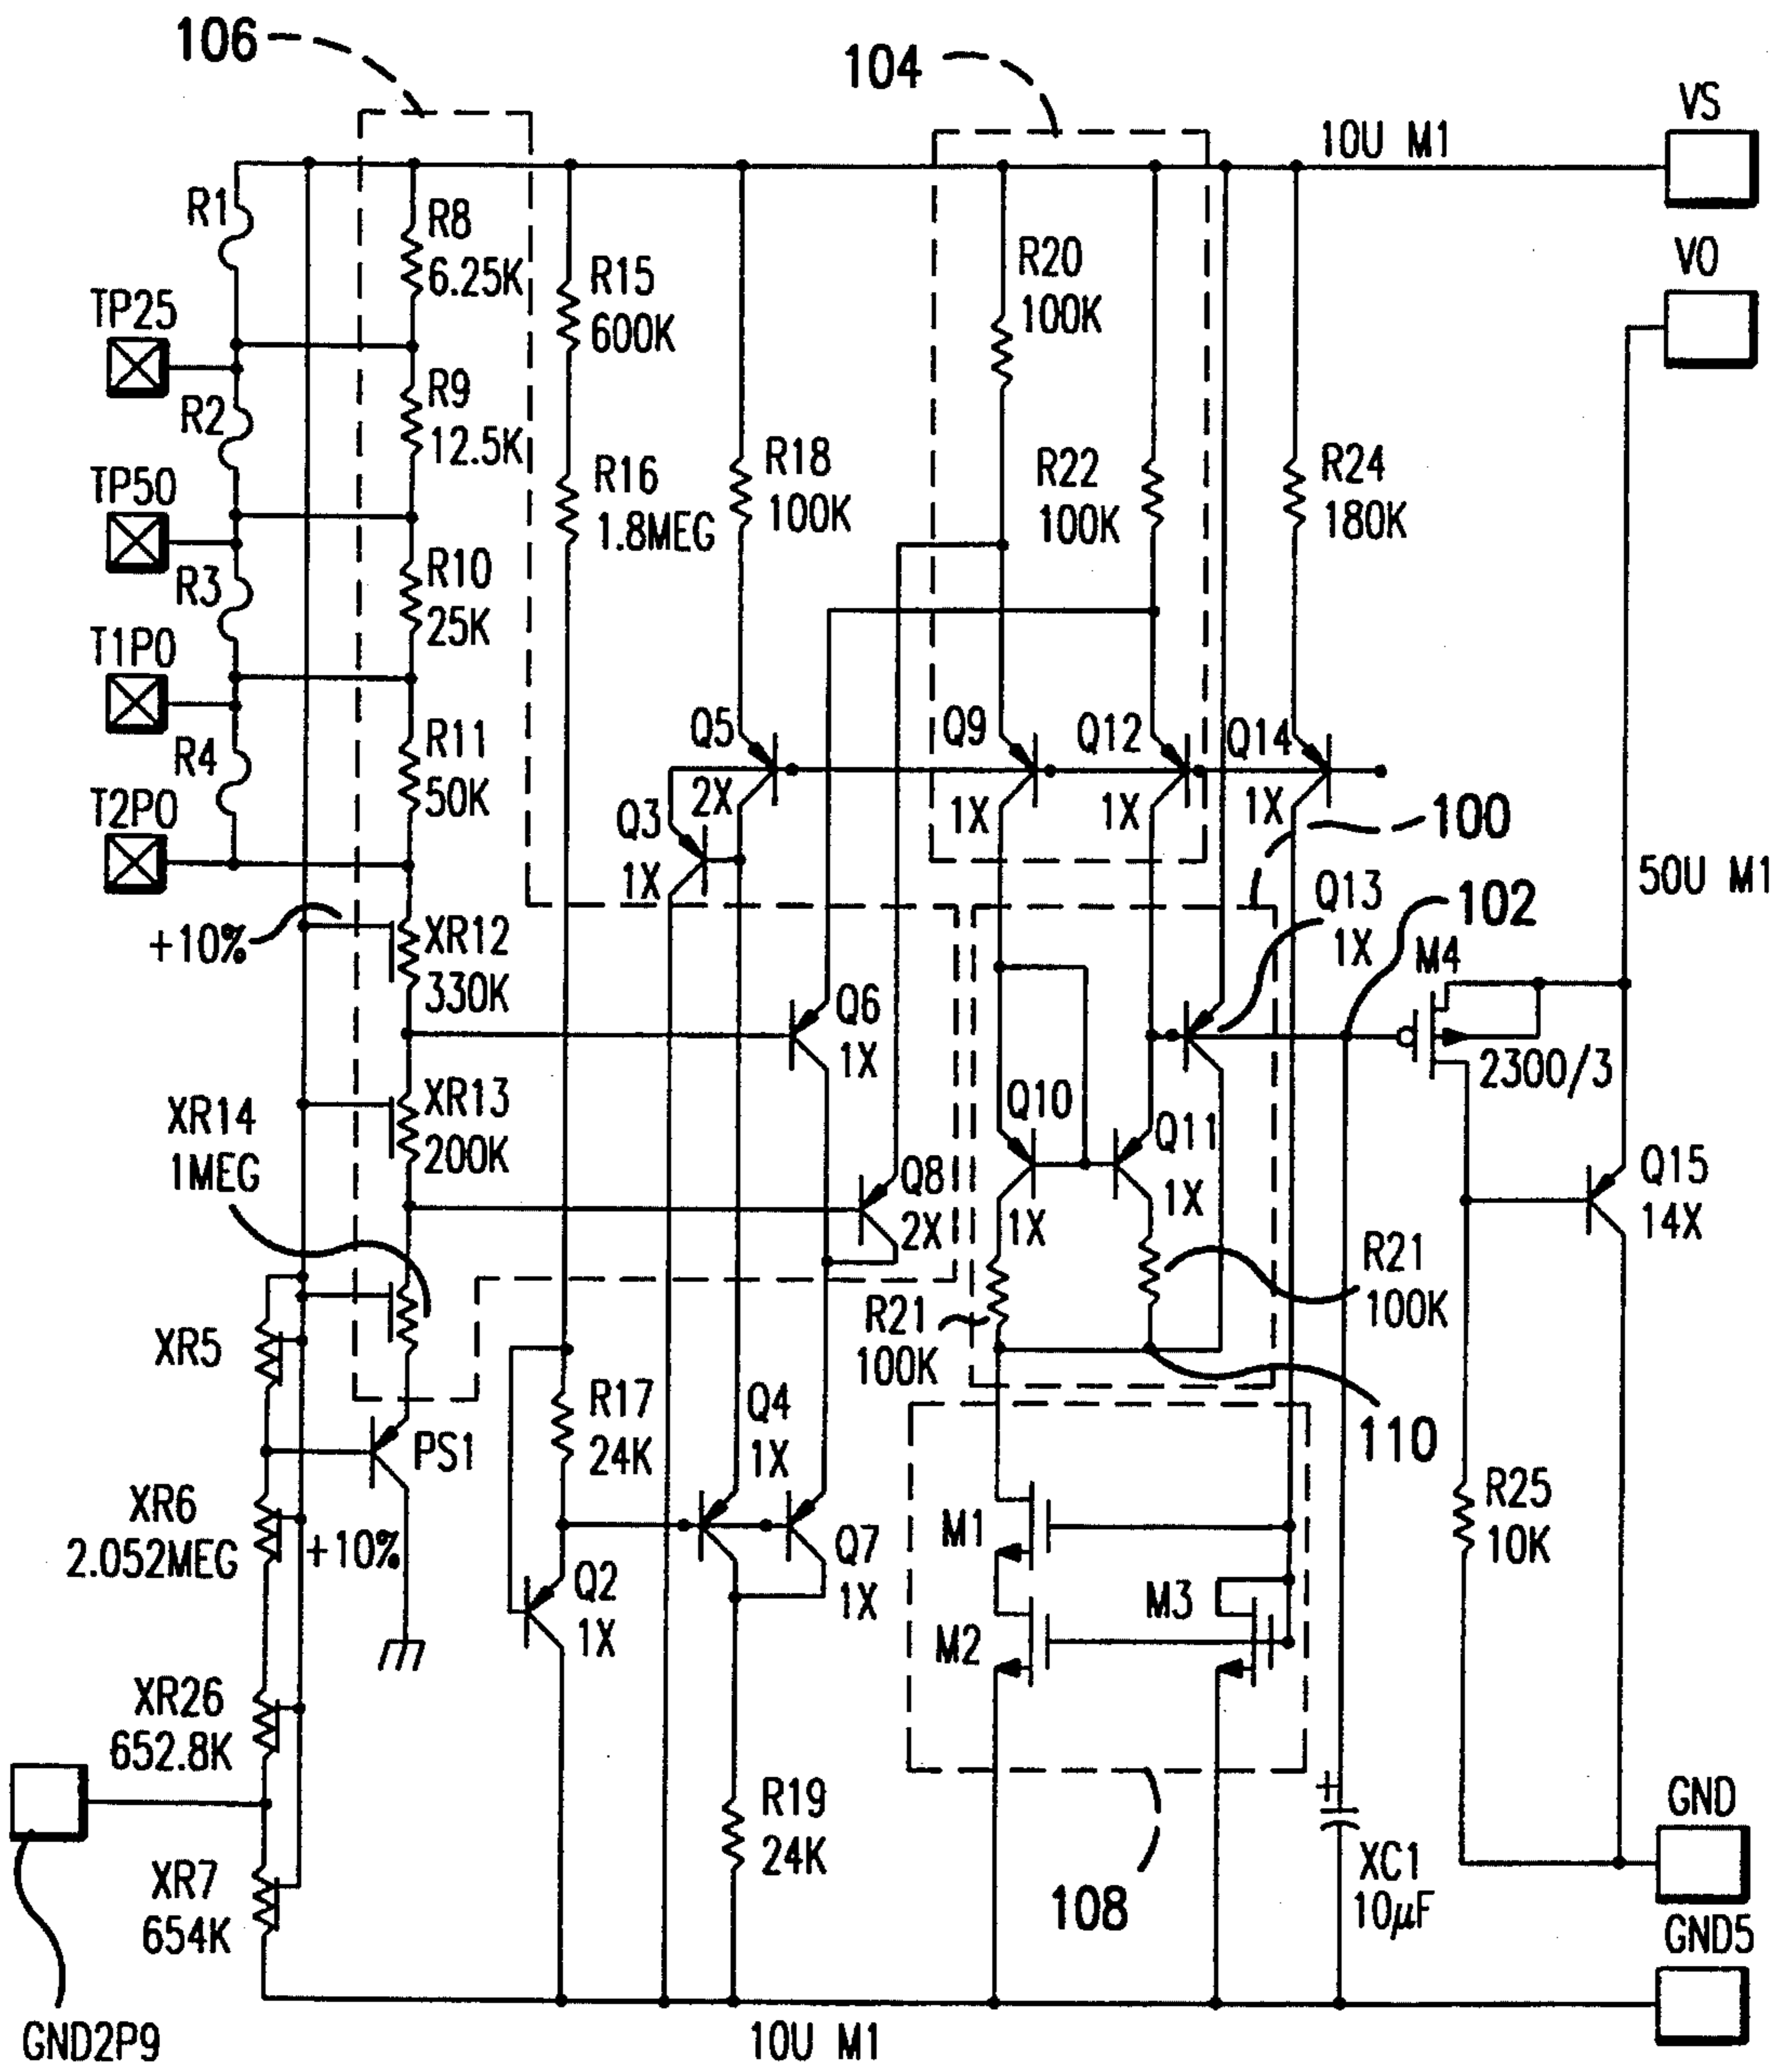 106
104
VS
10U M1
R1
R8
6.25K
VO
R20
100K
R15
600K
TP25
R2
R9
12.5K
R18
100K
R22
100K
R24
180K
TP50
R16
1.8MEG
R3
R10
25K
T1P0
R4
R11
50K
Q5
2X
Q9
1X
Q12
1X
Q14
1X
T2P0
Q3
1X
100
50U M1
Q13
1X
102
+10%
XR12
330K
M4
Q6
1X
2300/3
XR14
1MEG
XR13
200K
Q10
1X
Q11
1X
Q8
2X
Q15
14X
R21
100K
R21
100K
XR5
R17
24K
Q4
1X
110
PS1
XR6
2.052MEG
+10%
M1
R25
10K
Q2
1X
Q7
1X
M2
M3
XR26
652.8K
R19
24K
GND
XR7
654K
108
XC1
10μF
+
GND5
GND2P9
10U M1